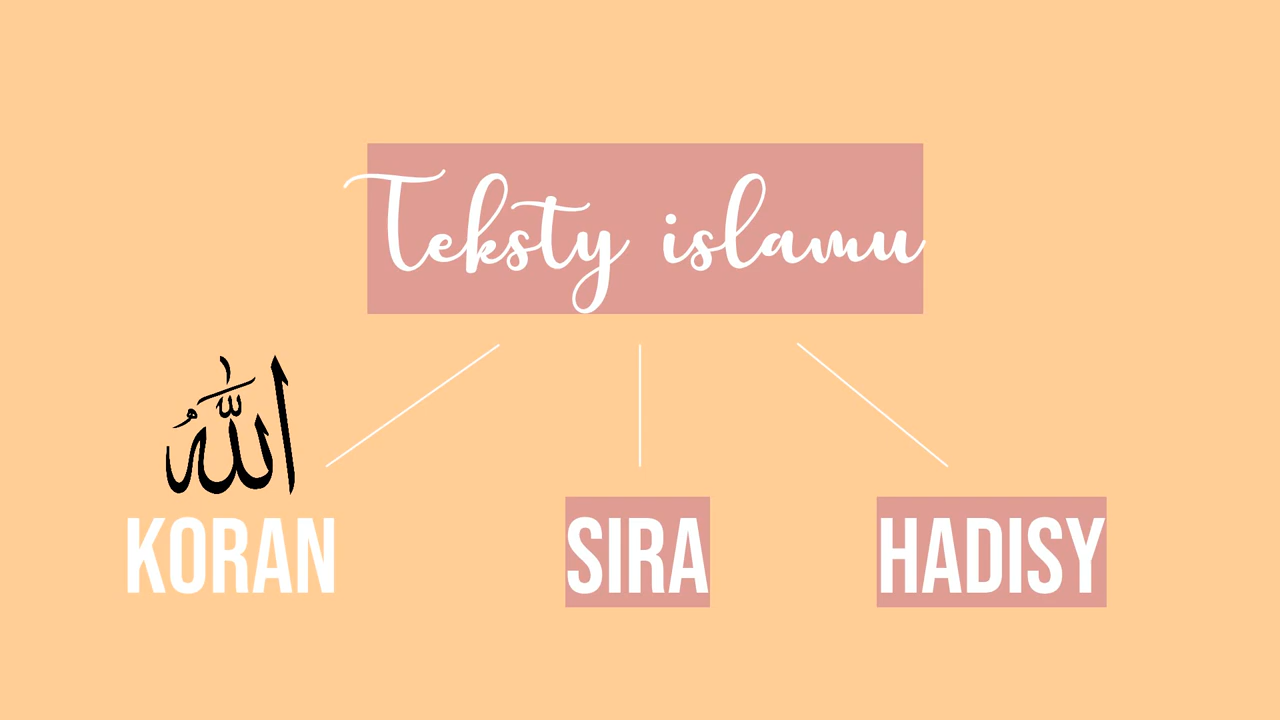 Teksty islamu
الله
KORAN
SIRA
HADISY